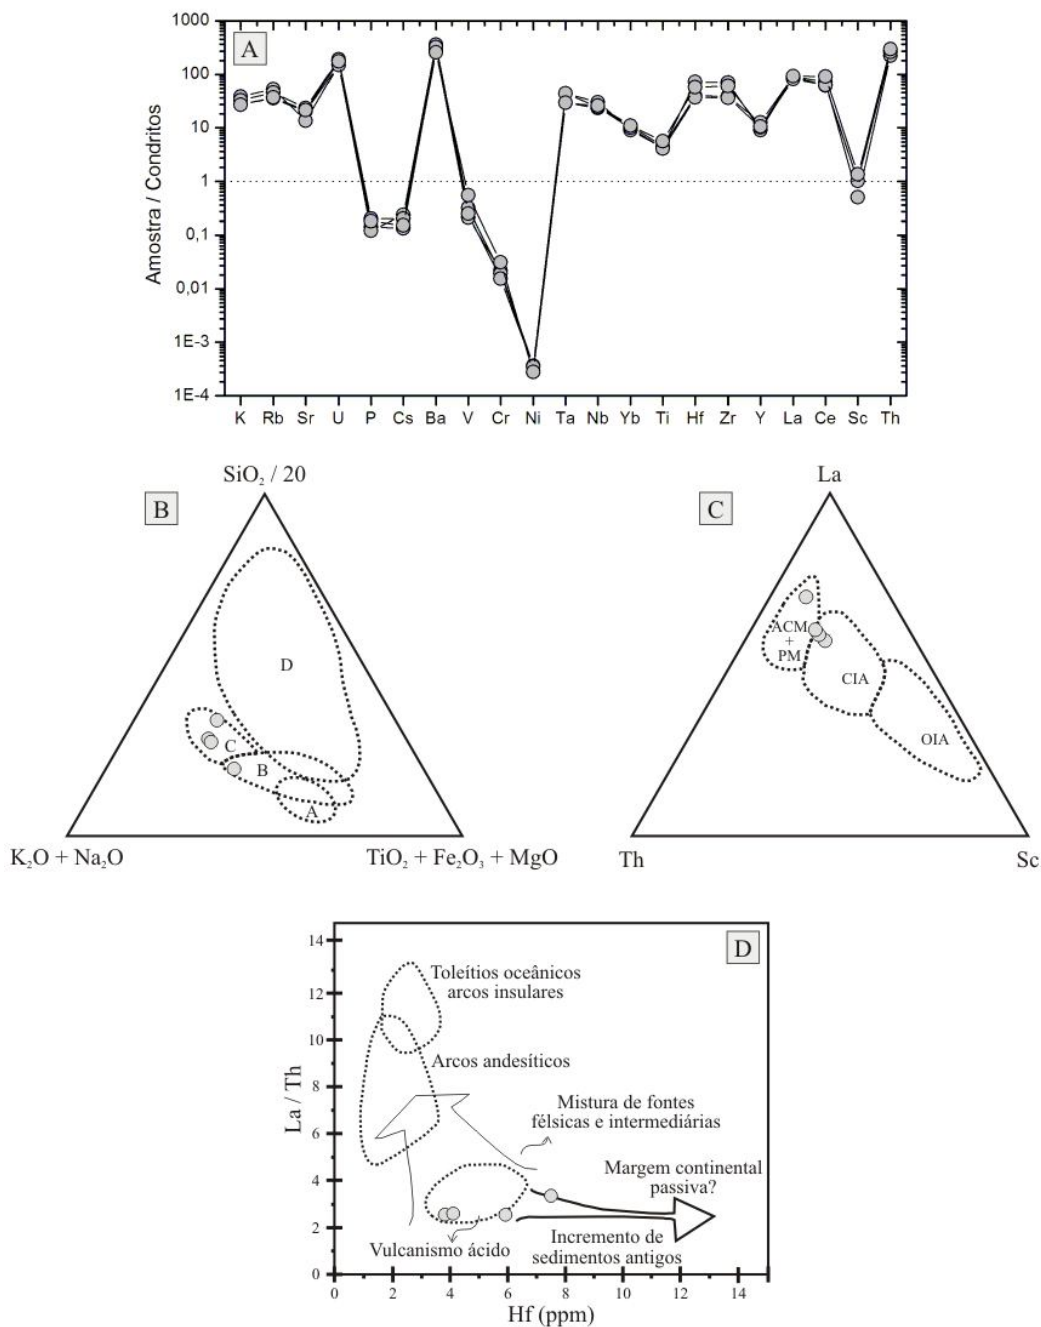 A
1000
100
10
1
0,1
0,01
1E-3
1E-4
Amostra / Condritos
K Rb Sr U P Cs Ba V Cr Ni Ta Nb Yb Ti Hf Zr Y La Ce Sc Th
SiO₂ / 20
B
D
C
B
A
K₂O + Na₂O
TiO₂ + Fe₂O₃ + MgO
La
C
ACM
+
PM
CIA
OIA
Th
Sc
D
14
12
10
8
6
4
2
0
La / Th
Toleítios oceânicos
arcos insulares
Arcos andesíticos
Mistura de fontes
félsicas e intermediárias
Margem continental
passiva?
Vulcanismo ácido
Incremento de
sedimentos antigos
0 2 4 6 8 10 12 14
Hf (ppm)